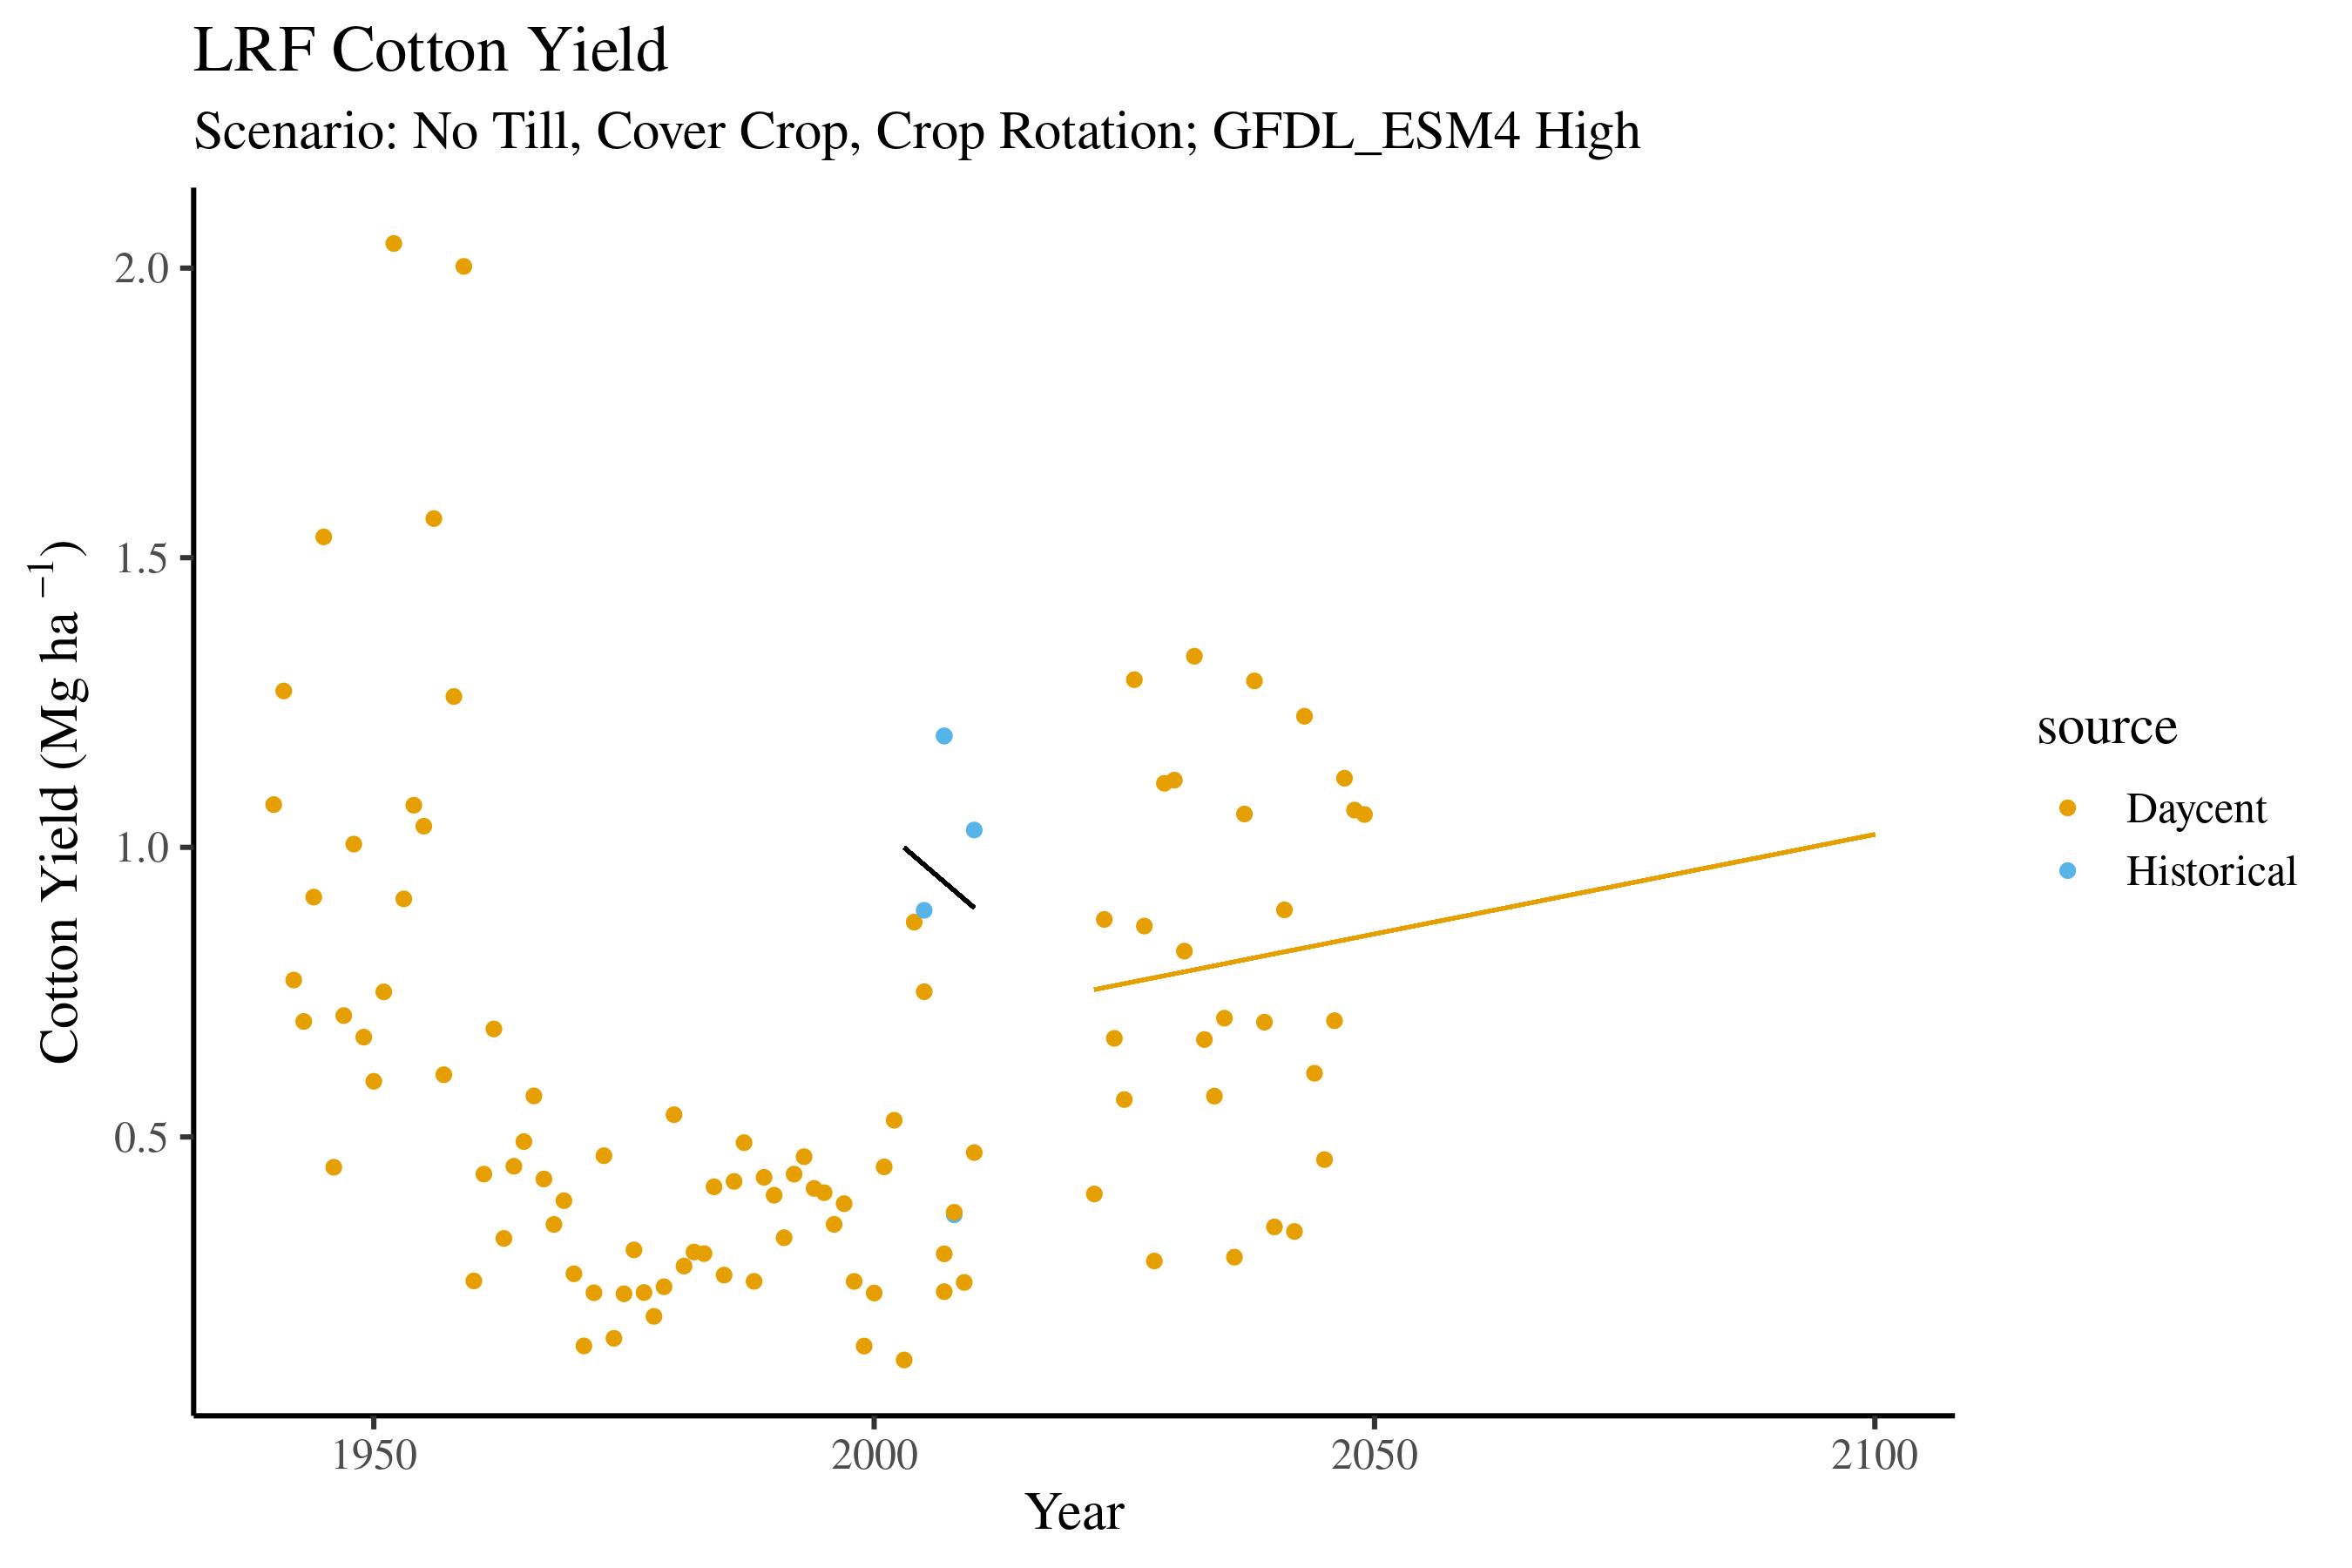 LRF Cotton Yield
Scenario: No Till, Cover Crop, Crop Rotation; GFDL_ESM4 High
Cotton Yield (Mg ha −1)
2.0
1.5
1.0
0.5
1950
2000
2050
2100
Year
source
Daycent
Historical